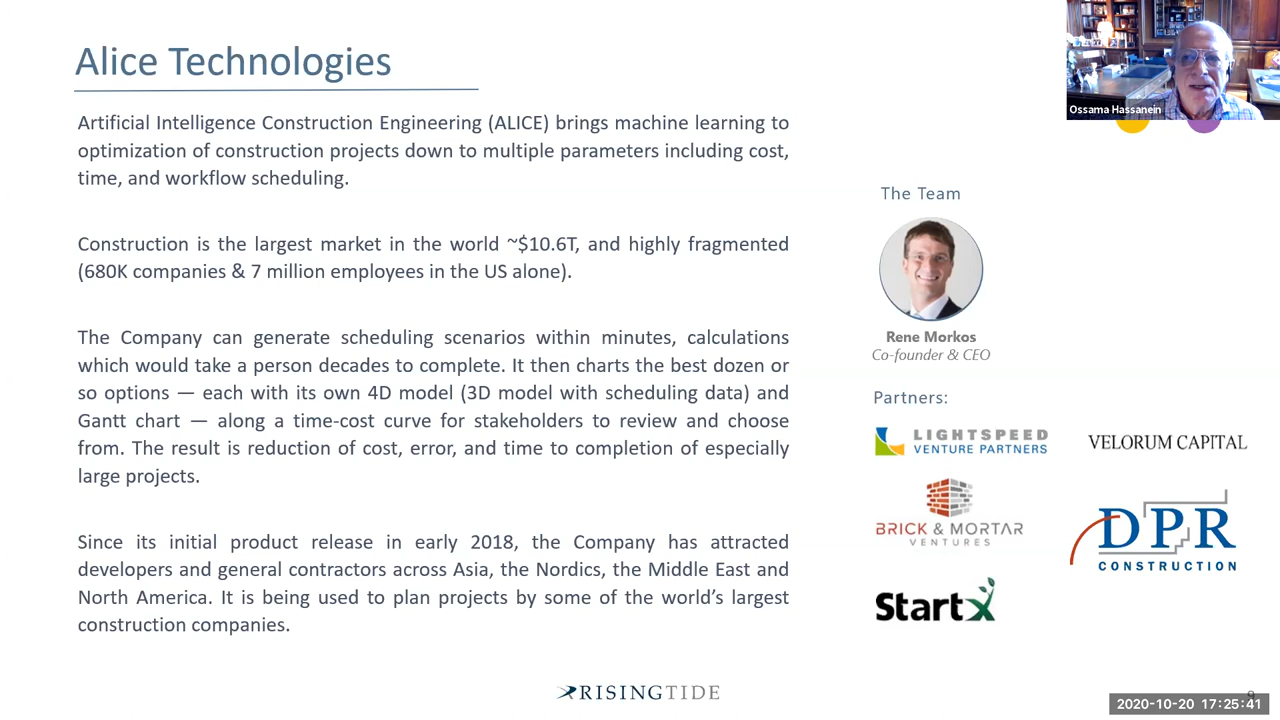 Alice Technologies
Artificial Intelligence Construction Engineering (ALICE) brings machine learning to
optimization of construction projects down to multiple parameters including cost,
time, and workflow scheduling.
Construction is the largest market in the world ~$10.6T, and highly fragmented
(680K companies & 7 million employees in the US alone).
The Company can generate scheduling scenarios within minutes, calculations
which would take a person decades to complete. It then charts the best dozen or
so options — each with its own 4D model (3D model with scheduling data) and
Gantt chart — along a time-cost curve for stakeholders to review and choose
from. The result is reduction of cost, error, and time to completion of especially
large projects.
Since its initial product release in early 2018, the Company has attracted
developers and general contractors across Asia, the Nordics, the Middle East and
North America. It is being used to plan projects by some of the world's largest
construction companies.
Ossama Hassanein
The Team
Rene Morkos
Co-founder & CEO
Partners:
LIGHTSPEED
VENTURE PARTNERS
VELORUM CAPITAL
BRICK & MORTAR
VENTURES
DPR
CONSTRUCTION
StartX
RISINGTIDE
9
2020-10-20 17:25:41